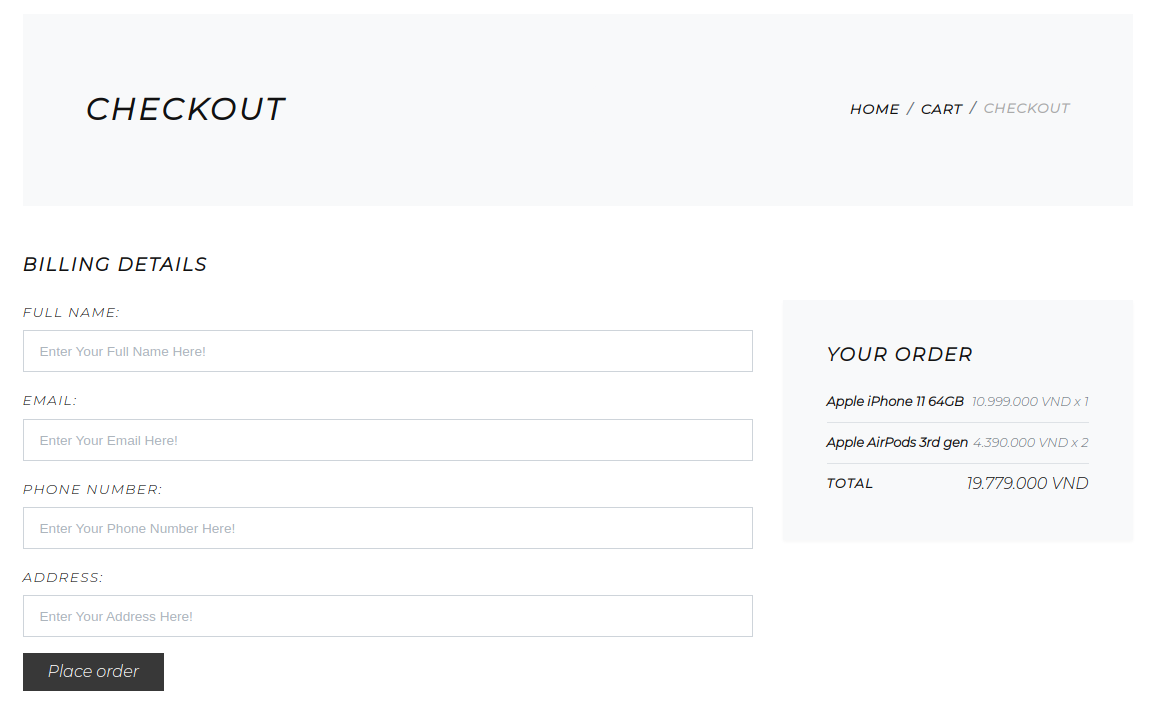 CHECKOUT
HOME / CART / CHECKOUT
BILLING DETAILS
FULL NAME:
Enter Your Full Name Here!
EMAIL:
Enter Your Email Here!
PHONE NUMBER:
Enter Your Phone Number Here!
ADDRESS:
Enter Your Address Here!
Place order
YOUR ORDER
Apple iPhone 11 64GB 10.999.000 VND x 1
Apple AirPods 3rd gen 4.390.000 VND x 2
TOTAL 19.779.000 VND